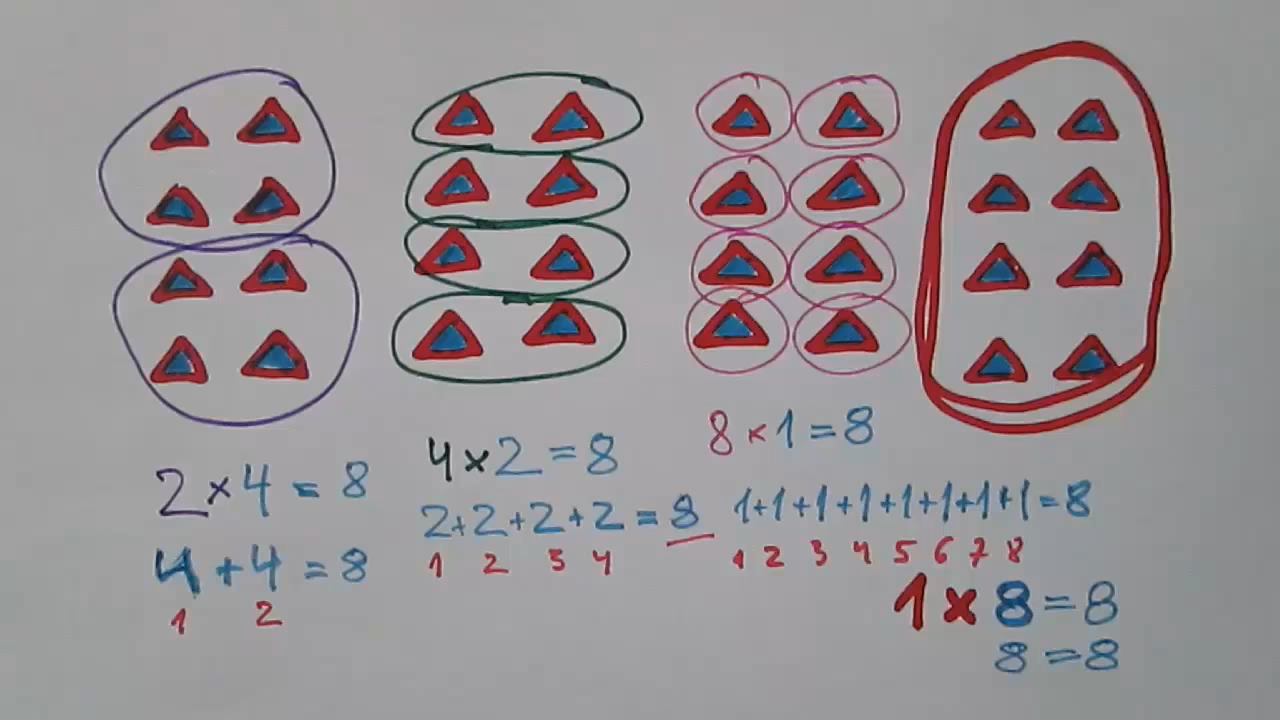 2 × 4 = 8
4 + 4 = 8
1 2
4 × 2 = 8
2 + 2 + 2 + 2 = 8
1 2 3 4
8 × 1 = 8
1 + 1 + 1 + 1 + 1 + 1 + 1 + 1 = 8
1 2 3 4 5 6 7 8
1 × 8 = 8
8 = 8